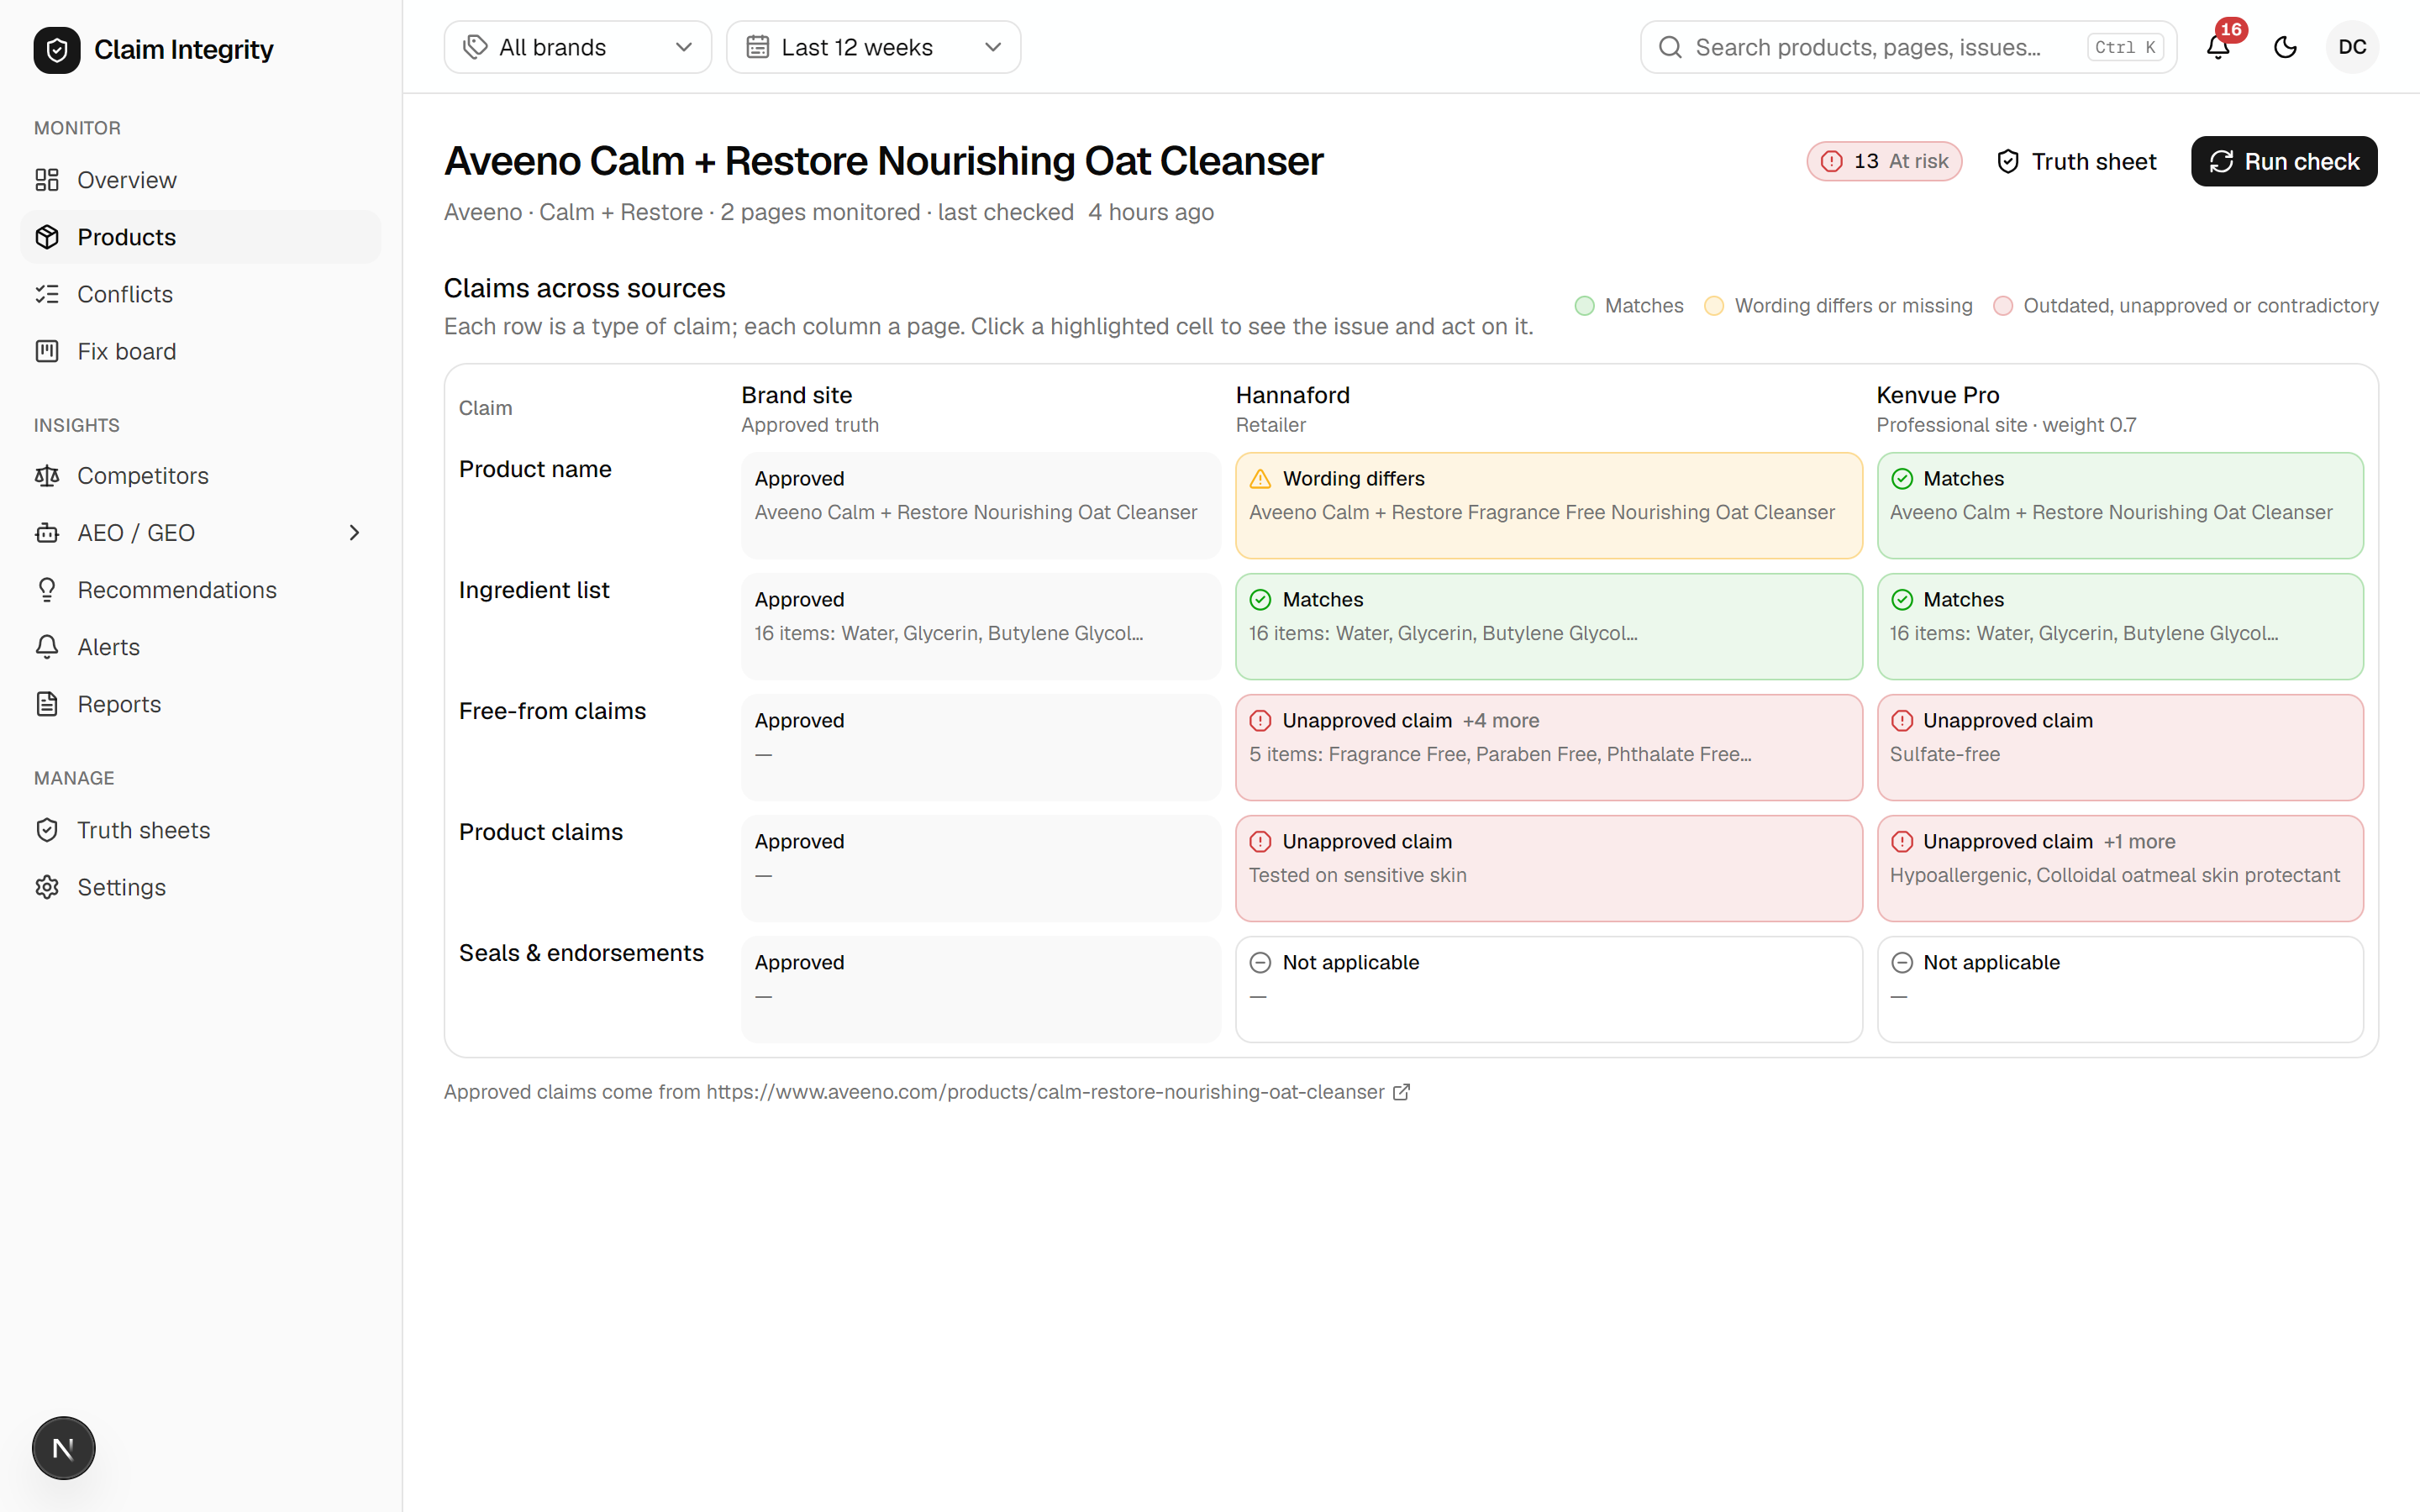 Claim Integrity
MONITOR
Overview
Products
Conflicts
Fix board
INSIGHTS
Competitors
AEO / GEO
Recommendations
Alerts
Reports
MANAGE
Truth sheets
Settings
N
All brands
Last 12 weeks
Search products, pages, issues...
Ctrl K
16
DC
Aveeno Calm + Restore Nourishing Oat Cleanser
13 At risk
Truth sheet
Run check
Aveeno · Calm + Restore · 2 pages monitored · last checked 4 hours ago
Claims across sources
Each row is a type of claim; each column a page. Click a highlighted cell to see the issue and act on it.
Matches
Wording differs or missing
Outdated, unapproved or contradictory
Claim
Brand site
Approved truth
Hannaford
Retailer
Kenvue Pro
Professional site · weight 0.7
Product name
Approved
Aveeno Calm + Restore Nourishing Oat Cleanser
Wording differs
Aveeno Calm + Restore Fragrance Free Nourishing Oat Cleanser
Matches
Aveeno Calm + Restore Nourishing Oat Cleanser
Ingredient list
Approved
16 items: Water, Glycerin, Butylene Glycol...
Matches
16 items: Water, Glycerin, Butylene Glycol...
Matches
16 items: Water, Glycerin, Butylene Glycol...
Free-from claims
Approved
—
Unapproved claim +4 more
5 items: Fragrance Free, Paraben Free, Phthalate Free...
Unapproved claim
Sulfate-free
Product claims
Approved
—
Unapproved claim
Tested on sensitive skin
Unapproved claim +1 more
Hypoallergenic, Colloidal oatmeal skin protectant
Seals & endorsements
Approved
—
Not applicable
—
Not applicable
—
Approved claims come from https://www.aveeno.com/products/calm-restore-nourishing-oat-cleanser